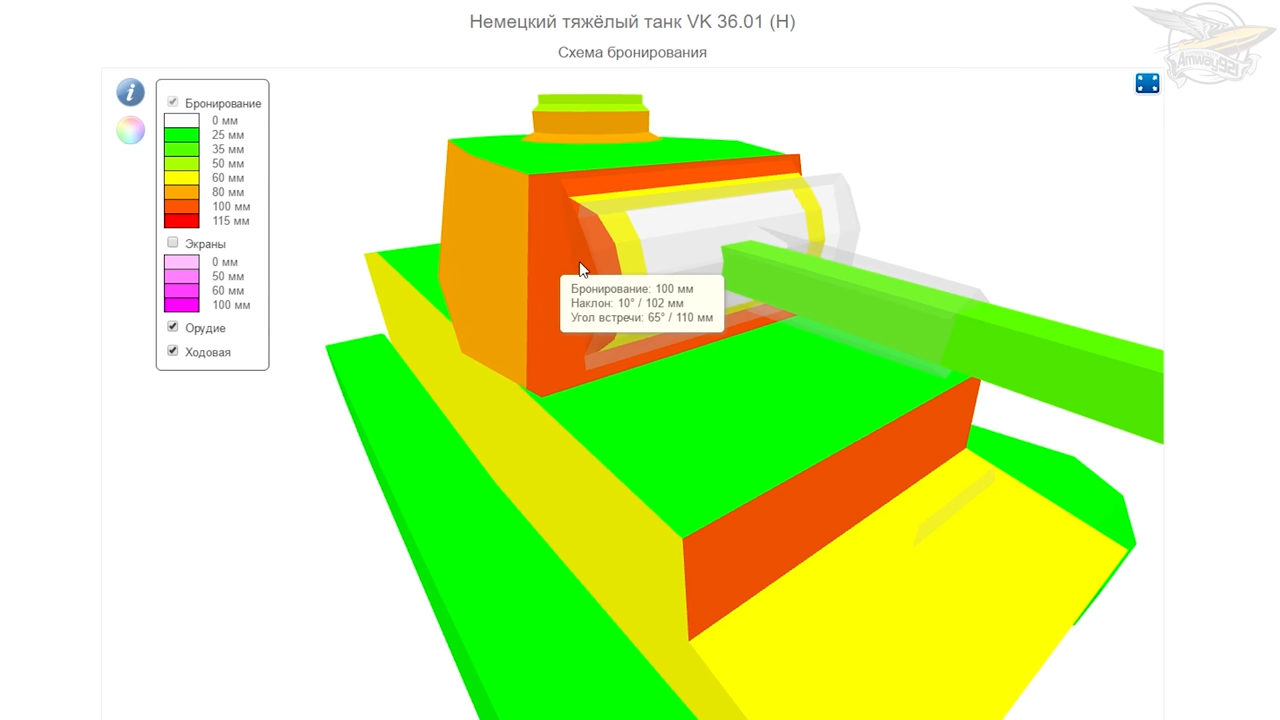 Немецкий тяжёлый танк VK 36.01 (H)
Схема бронирования
Amway921
i
Бронирование
0 мм
25 мм
35 мм
50 мм
60 мм
80 мм
100 мм
115 мм
Экраны
0 мм
50 мм
60 мм
100 мм
Орудие
Ходовая
Бронирование: 100 мм
Наклон: 10° / 102 мм
Угол встречи: 65° / 110 мм